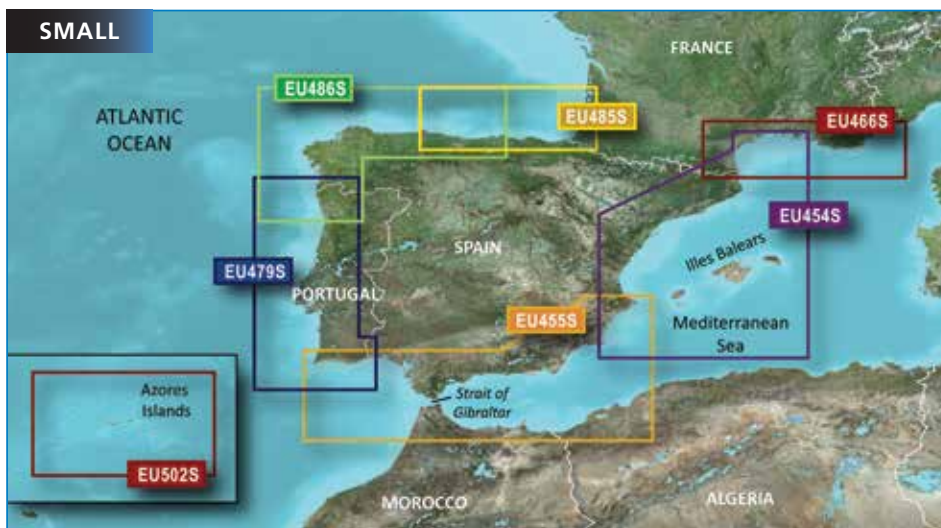 SMALL
FRANCE
EU486S
ATLANTIC
OCEAN
EU485S
EU466S
EU454S
SPAIN
Illes Balears
EU479S
PORTUGAL
EU455S
Mediterranean
Sea
Azores
Islands
Strait of
Gibraltar
EU502S
MOROCCO
ALGERIA